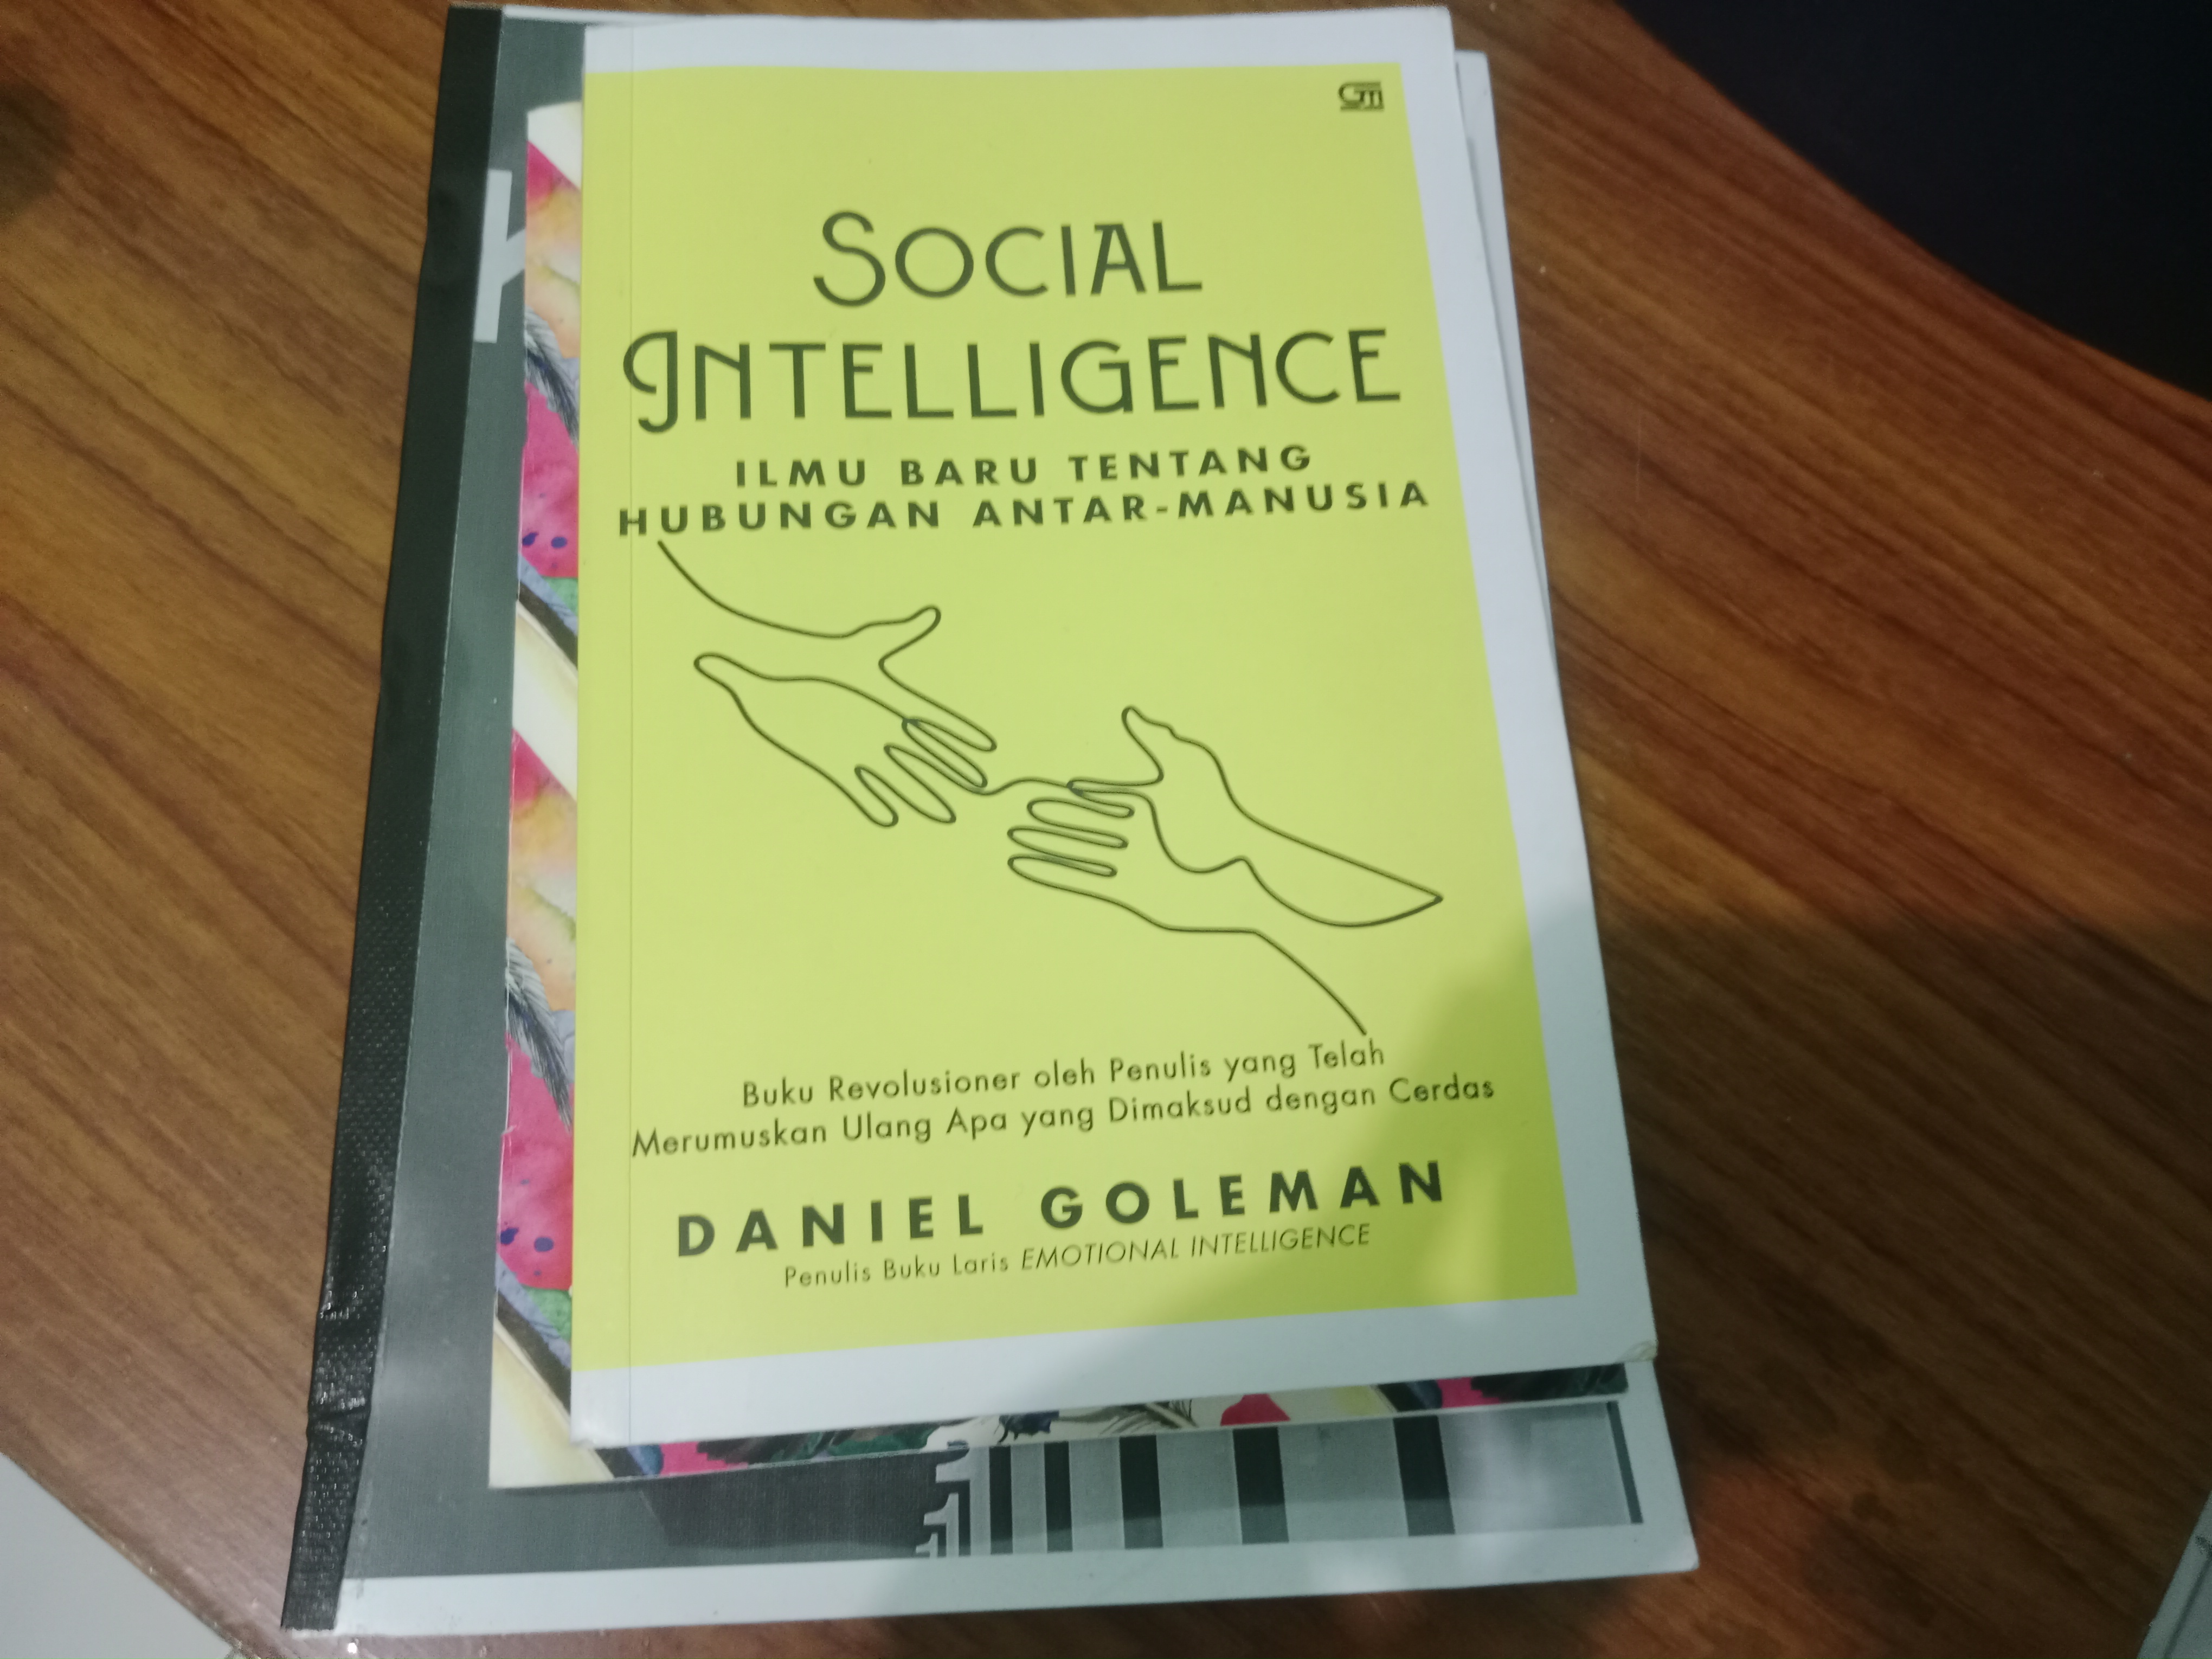 SOCIAL
INTELLIGENCE
ILMU BARU TENTANG
HUBUNGAN ANTAR-MANUSIA
Buku Revolusioner oleh Penulis yang Telah
Merumuskan Ulang Apa yang Dimaksud dengan Cerdas
DANIEL GOLEMAN
Penulis Buku Laris EMOTIONAL INTELLIGENCE